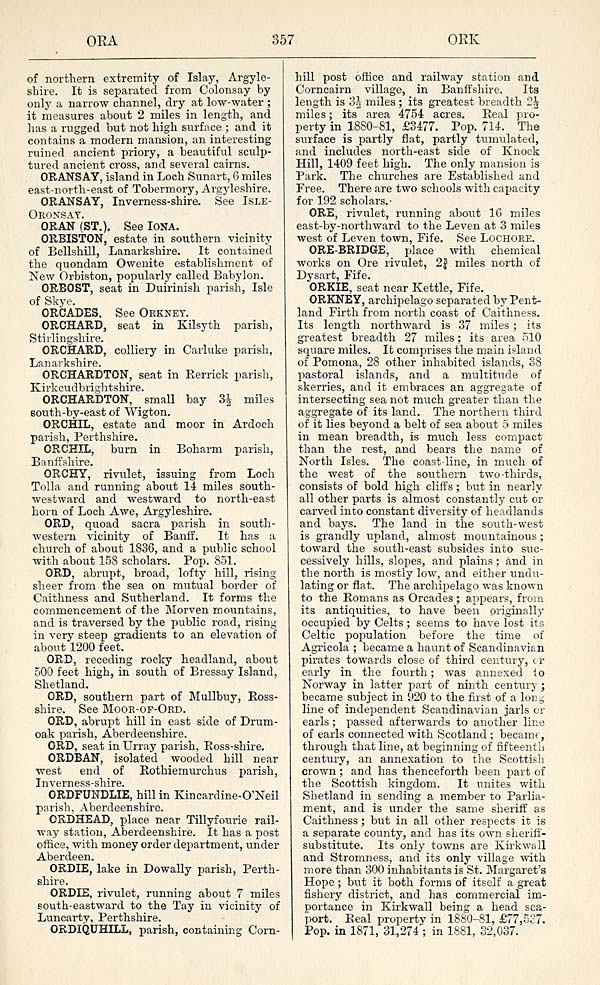 ORA 357 ORK
of northern extremity of Islay, Argyle-
shire. It is separated from Colonsay by
only a narrow channel, dry at low-water ;
it measures about 2 miles in length, and
has a rugged but not high surface ; and it
contains a modern mansion, an interesting
ruined ancient priory, a beautiful sculp-
tured ancient cross, and several cairns.
ORANSAY, island in Loch Sunart, 6 miles
east-north-east of Tobermory, Argyleshire.
ORANSAY, Inverness-shire. See ISLE-
ORONSAY.
ORAN (ST.). See IONA.
ORBISTON, estate in southern vicinity
of Bellshill, Lanarkshire. It contained
the quondam Owenite establishment of
New Orbiston, popularly called Babylon.
ORBOST, seat in Duirinish parish, Isle
of Skye.
ORCADES. See ORKNEY.
ORCHARD, seat in Kilsyth parish,
Stirlingshire.
ORCHARD, colliery in Carluke parish,
Lanarkshire.
ORCHARDTON, seat in Rerrick parish,
Kirkcudbrightshire.
ORCHARDTON, small bay 3½ miles
south-by-east of Wigton.
ORCHIL, estate and moor in Ardoch
parish, Perthshire.
ORCHIL, burn in Boharm parish,
Banffshire.
ORCHY, rivulet, issuing from Loch
Tolla and running about 14 miles south-
westward and westward to north-east
horn of Loch Awe, Argyleshire.
ORD, quoad sacra parish in south-
western vicinity of Banff. It has a
church of about 1836, and a public school
with about 158 scholars. Pop. 851.
ORD, abrupt, broad, lofty hill, rising
sheer from the sea on mutual border of
Caithness and Sutherland. It forms the
commencement of the Morven mountains,
and is traversed by the public road, rising
in very steep gradients to an elevation of
about 1200 feet.
ORD, receding rocky headland, about
500 feet high, in south of Bressay Island,
Shetland.
ORD, southern part of Mullbuy, Ross-
shire. See MOOR-OF-ORD.
ORD, abrupt hill in east side of Drum-
oak parish, Aberdeenshire.
ORD, seat in Urray parish, Ross-shire.
ORDBAN, isolated wooded hill near
west end of Rothiemurchus parish,
Inverness-shire.
ORDFUNDLIE, hill in Kincardine-O'Neil
parish, Aberdeenshire.
ORDHEAD, place near Tillyfourie rail-
way station, Aberdeenshire. It has a post
office, with money order department, under
Aberdeen.
ORDIE, lake in Dowally parish, Perth-
shire.
ORDIE, rivulet, running about 7 miles
south-eastward to the Tay in vicinity of
Luncarty, Perthshire.
ORDIQUHILL, parish, containing Corn-
hill post office and railway station and
Corncairn village, in Banffshire. Its
length is 3½ miles ; its greatest breadth 2½
miles ; its area 4754 acres. Real pro-
perty in 1880-81, £3477. Pop. 714. The
surface is partly flat, partly tumulated,
and includes north-east side of Knock
Hill, 1409 feet high. The only mansion is
Park. The churches are Established and
Free. There are two schools with capacity
for 192 scholars.
ORE, rivulet, running about 16 miles
east-by-northward to the Leven at 3 miles
west of Leven town, Fife. See LOCHORE.
ORE-BRIDGE, place with chemical
works on Ore rivulet, 2¾ miles north of
Dysart, Fife.
ORKIE, seat near Kettle, Fife.
ORKNEY, archipelago separated by Pent-
land Firth from north coast of Caithness.
Its length northward is 37 miles ; its
greatest breadth 27 miles ; its area 510
square miles. It comprises the main island
of Pomona, 28 other inhabited islands, 38
pastoral islands, and a multitude of
skerries, and it embraces an aggregate of
intersecting sea not much greater than the
aggregate of its land. The northern third
of it lies beyond a belt of sea about 5 miles
in mean breadth, is much less compact
than the rest, and bears the name of
North Isles. The coast-line, in much of
the west of the southern two-thirds,
consists of bold high cliffs ; but in nearly
all other parts is almost constantly cut or
carved into constant diversity of headlands
and bays. The land in the south-west
is grandly upland, almost mountainous ;
toward the south-east subsides into suc-
cessively hills, slopes, and plains ; and in
the north is mostly low, and either undu-
lating or flat. The archipelago was known
to the Romans as Orcades ; appears, from
its antiquities, to have been originally
occupied by Celts ; seems to have lost its
Celtic population before the time of
Agricola ; became a haunt of Scandinavian
pirates towards close of third century, or
early in the fourth ; was annexed to
Norway in latter part of ninth century ;
became subject in 920 to the first of a long
line of independent Scandinavian jarls or
earls ; passed afterwards to another line
of earls connected with Scotland ; became,
through that line, at beginning of fifteenth
century, an annexation to the Scottish
crown ; and has thenceforth been part of
the Scottish kingdom. It unites with
Shetland in sending a member to Parlia-
ment, and is under the same sheriff as
Caithness ; but in all other respects it is
a separate county, and has its own sheriff-
substitute. Its only towns are Kirkwall
and Stromness, and its only village with
more than 300 inhabitants is St. Margaret's
Hope ; but it both forms of itself a great
fishery district, and has commercial im-
portance in Kirkwall being a head sea-
port. Real property in 1880-81, £77,537.
Pop. in 1871, 31,274 ; in 1881, 32,037.